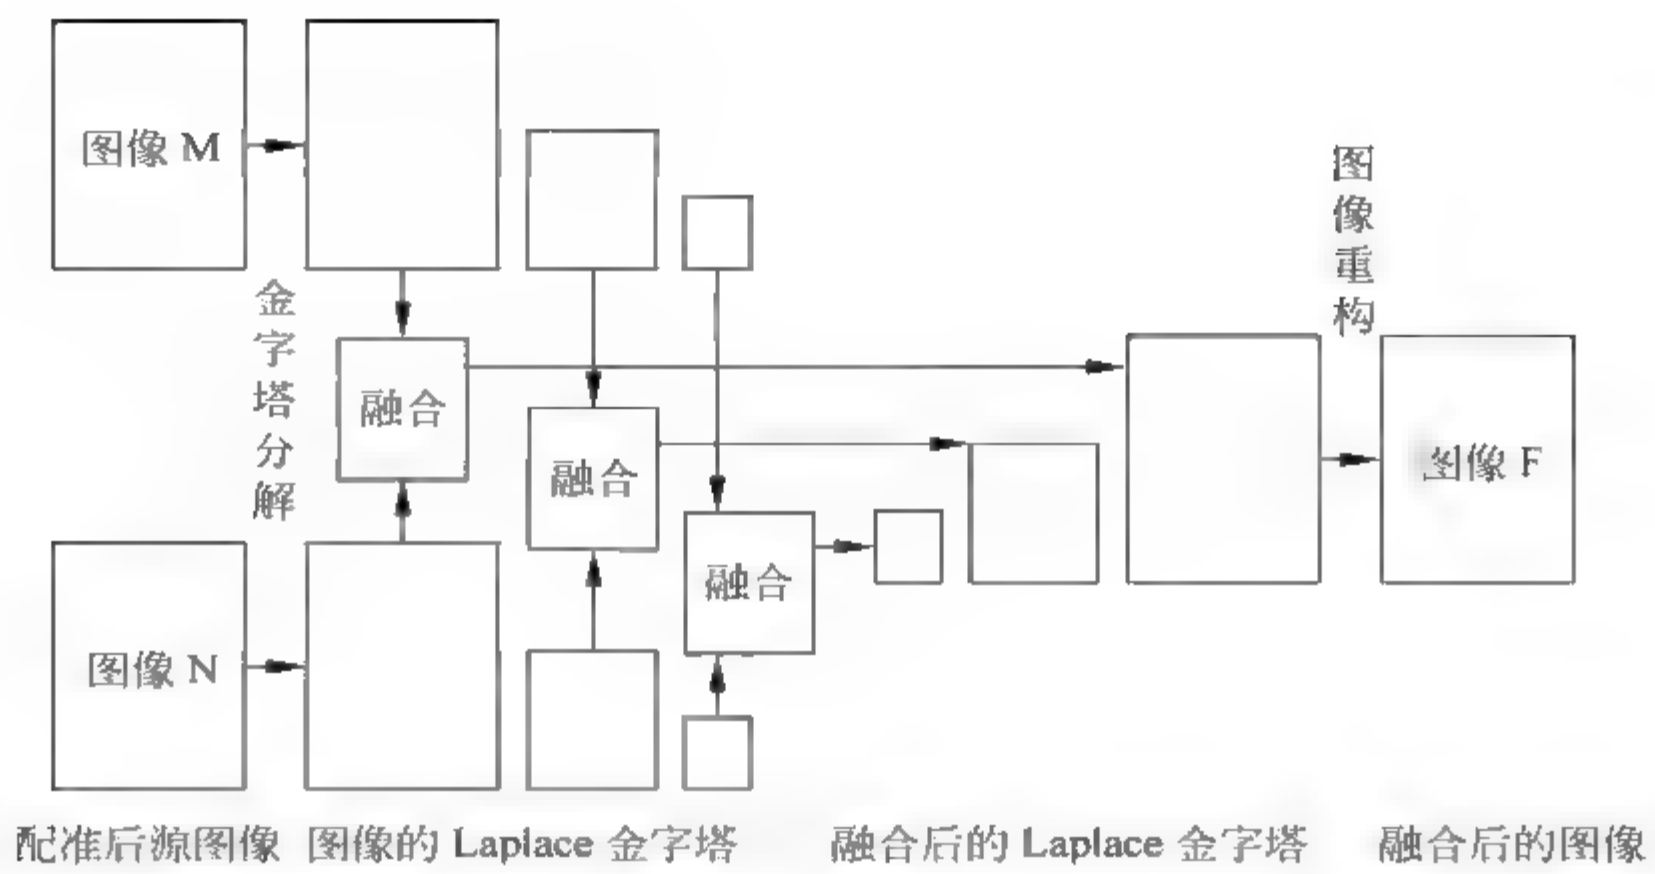 图像 M
图像重构
金字塔分解
融合
融合
图像 F
融合
图像 N
配准后源图像 图像的 Laplace 金字塔 融合后的 Laplace 金字塔 融合后的图像